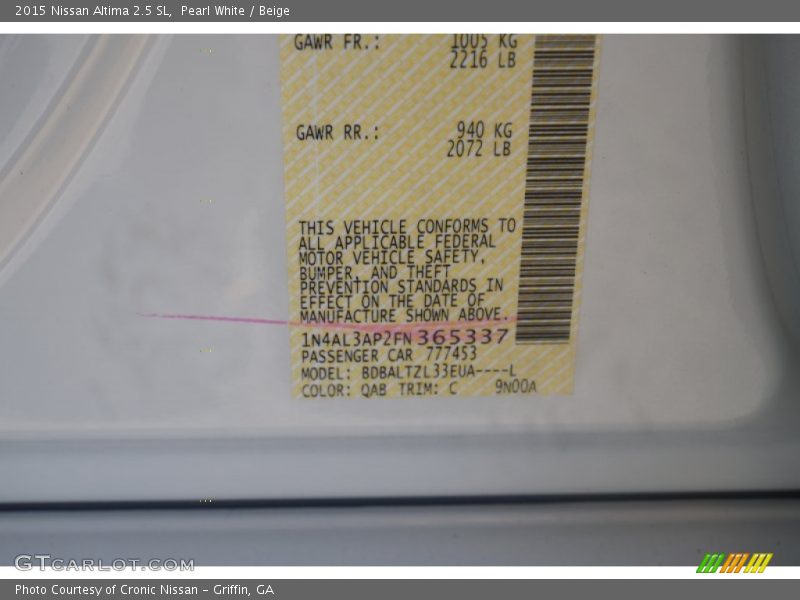 2015 Nissan Altima 2.5 SL, Pearl White / Beige
GAWR FR.: 1005 KG
2216 LB
GAWR RR.: 940 KG
2072 LB
THIS VEHICLE CONFORMS TO
ALL APPLICABLE FEDERAL
MOTOR VEHICLE SAFETY,
BUMPER, AND THEFT
PREVENTION STANDARDS IN
EFFECT ON THE DATE OF
MANUFACTURE SHOWN ABOVE.
1N4AL3AP2FN365337
PASSENGER CAR 777453
MODEL: BDBALTZL33EUA----L
COLOR: QAB TRIM: C 9N00A
GTCARLOT.COM
Photo Courtesy of Cronic Nissan - Griffin, GA